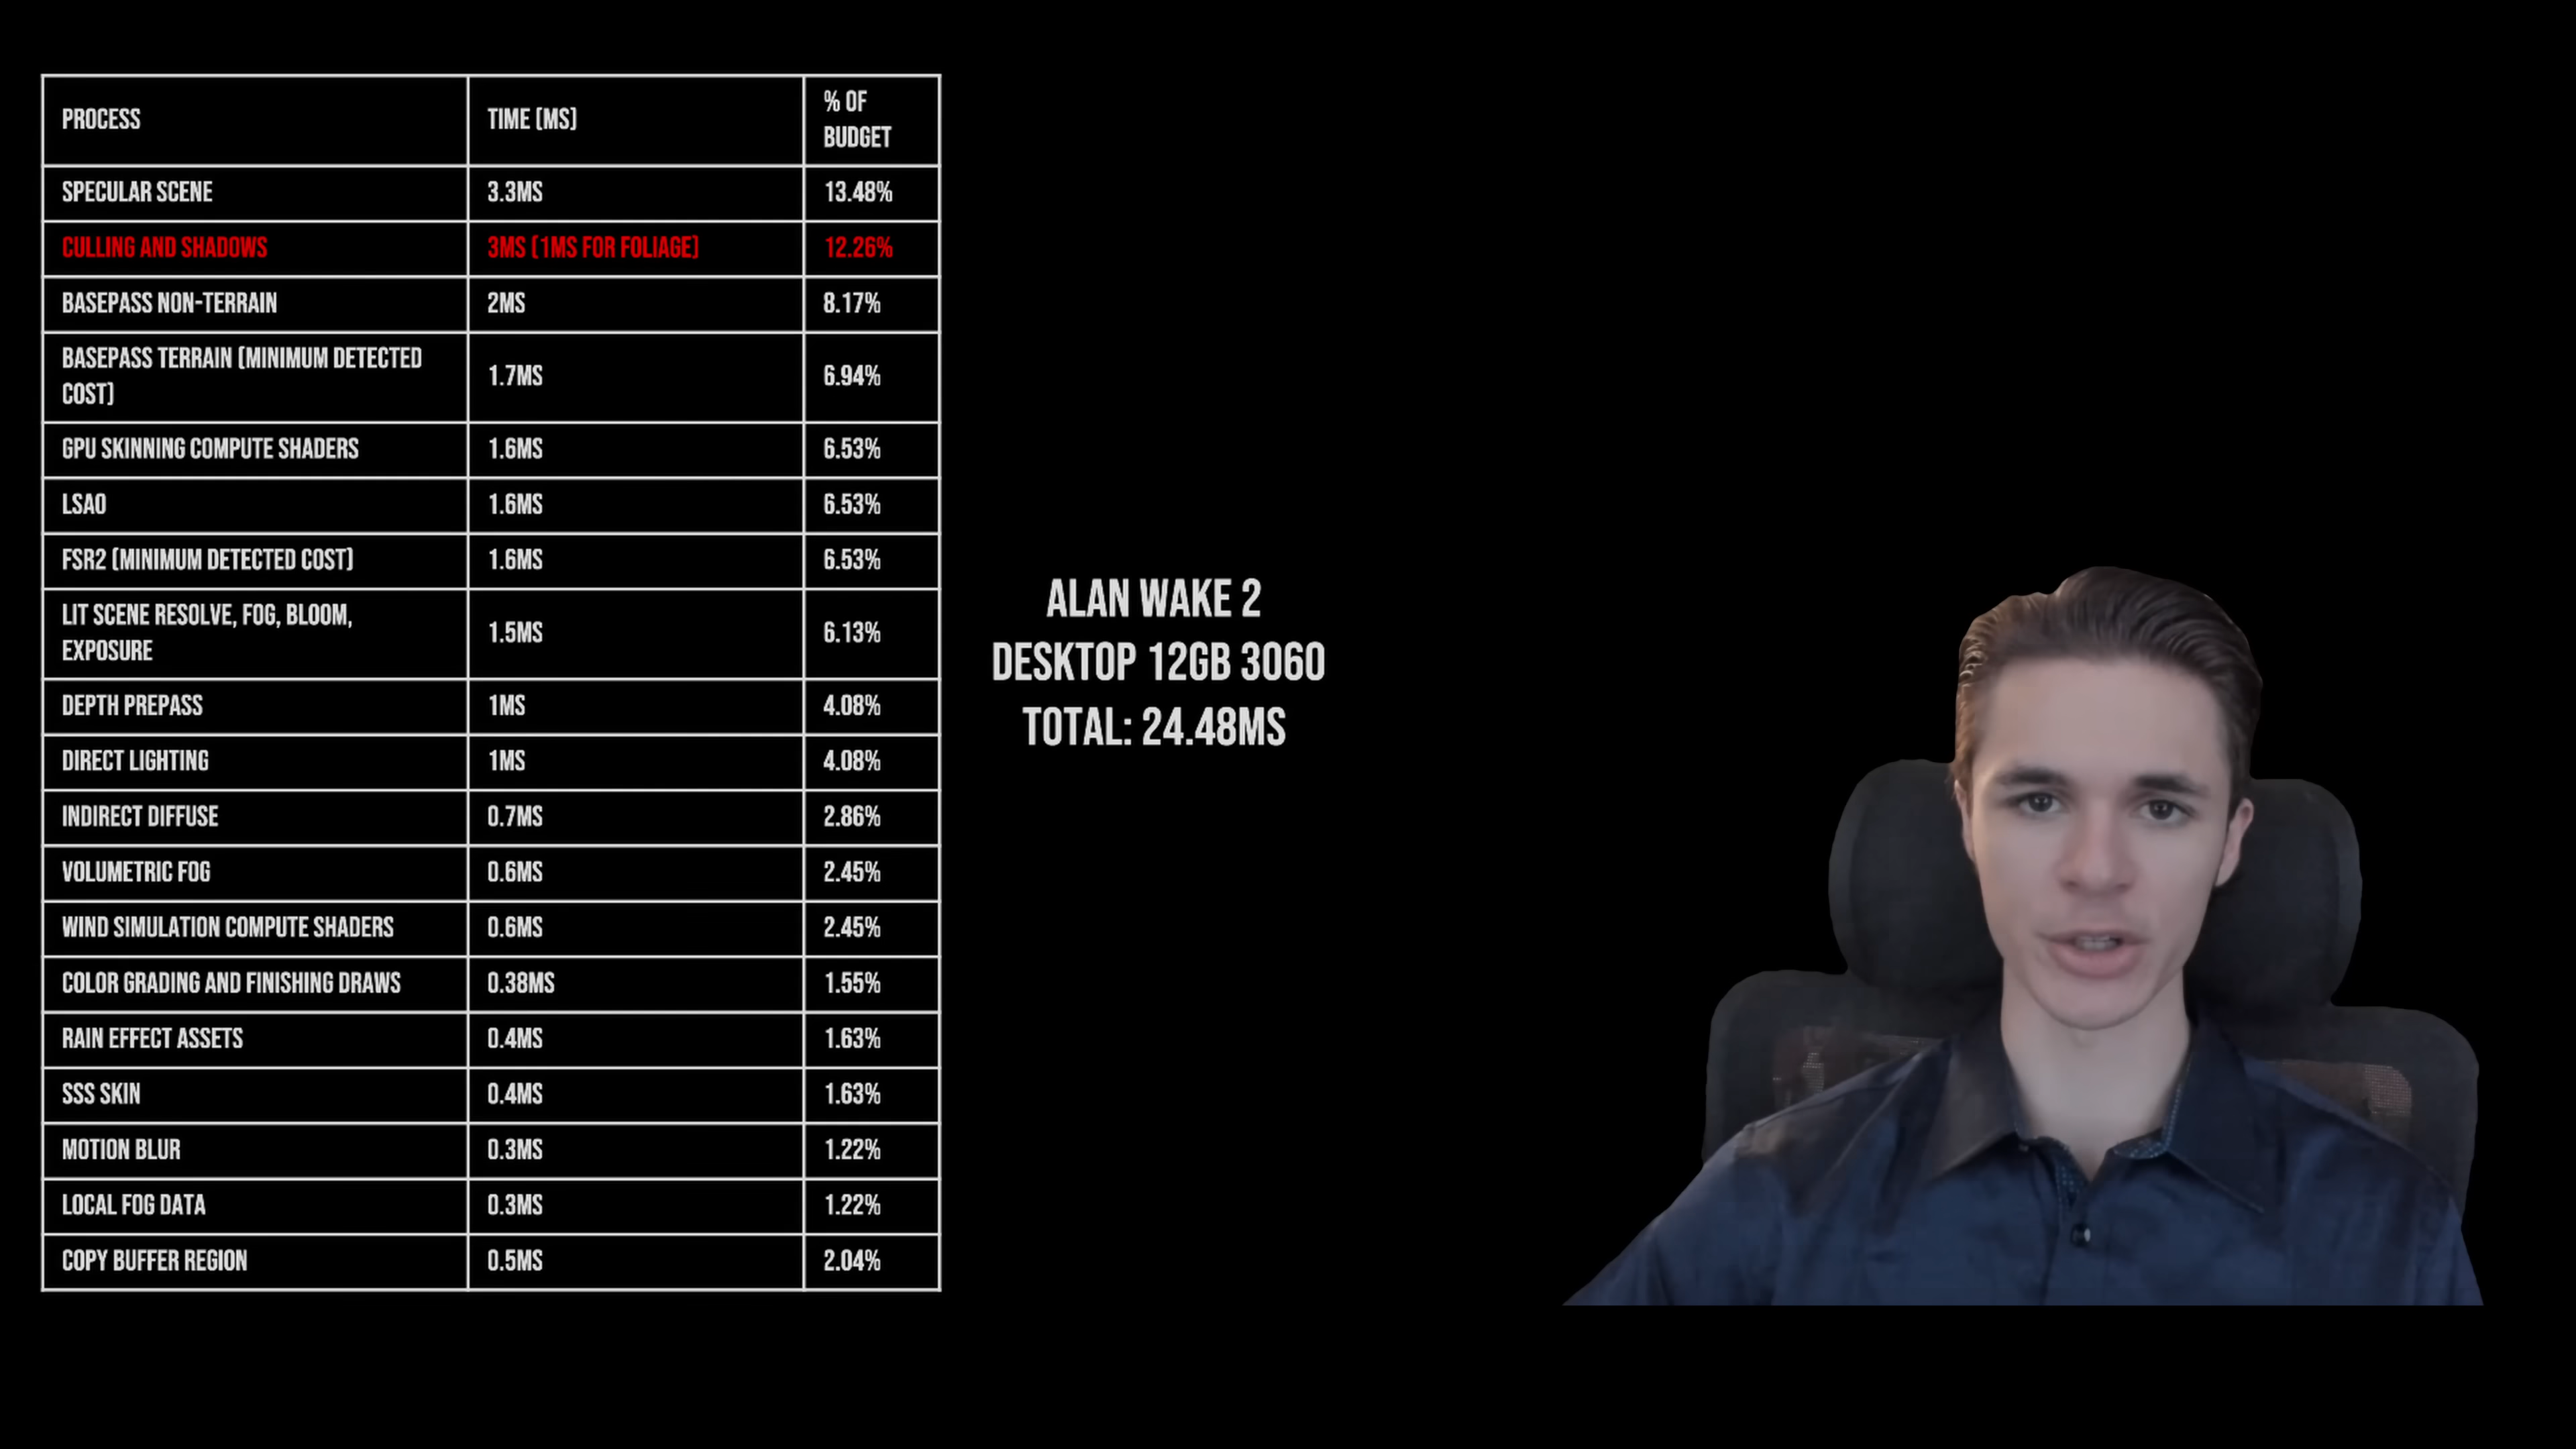 PROCESS TIME [MS] % OF
BUDGET
SPECULAR SCENE 3.3MS 13.48%
CULLING AND SHADOWS 3MS [1MS FOR FOLIAGE] 12.26%
BASEPASS NON-TERRAIN 2MS 8.17%
BASEPASS TERRAIN [MINIMUM DETECTED
COST] 1.7MS 6.94%
GPU SKINNING COMPUTE SHADERS 1.6MS 6.53%
LSAO 1.6MS 6.53%
FSR2 [MINIMUM DETECTED COST] 1.6MS 6.53%
LIT SCENE RESOLVE, FOG, BLOOM,
EXPOSURE 1.5MS 6.13%
DEPTH PREPASS 1MS 4.08%
DIRECT LIGHTING 1MS 4.08%
INDIRECT DIFFUSE 0.7MS 2.86%
VOLUMETRIC FOG 0.6MS 2.45%
WIND SIMULATION COMPUTE SHADERS 0.6MS 2.45%
COLOR GRADING AND FINISHING DRAWS 0.38MS 1.55%
RAIN EFFECT ASSETS 0.4MS 1.63%
SSS SKIN 0.4MS 1.63%
MOTION BLUR 0.3MS 1.22%
LOCAL FOG DATA 0.3MS 1.22%
COPY BUFFER REGION 0.5MS 2.04%
ALAN WAKE 2
DESKTOP 12GB 3060
TOTAL: 24.48MS